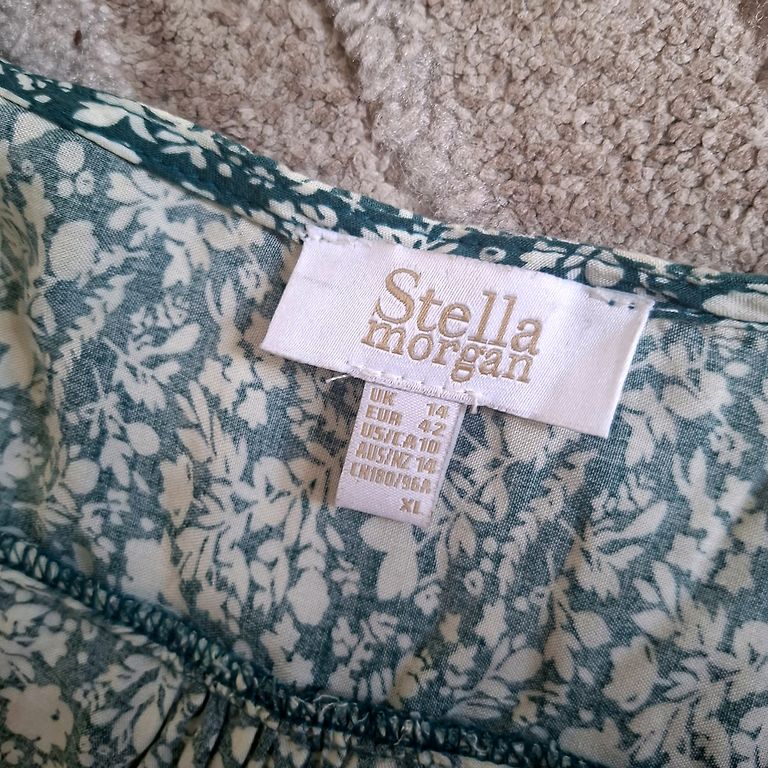 Stella
morgan
UK 14
EUR 42
US/CA 10
AUS/NZ 14
CN160/96A
XL